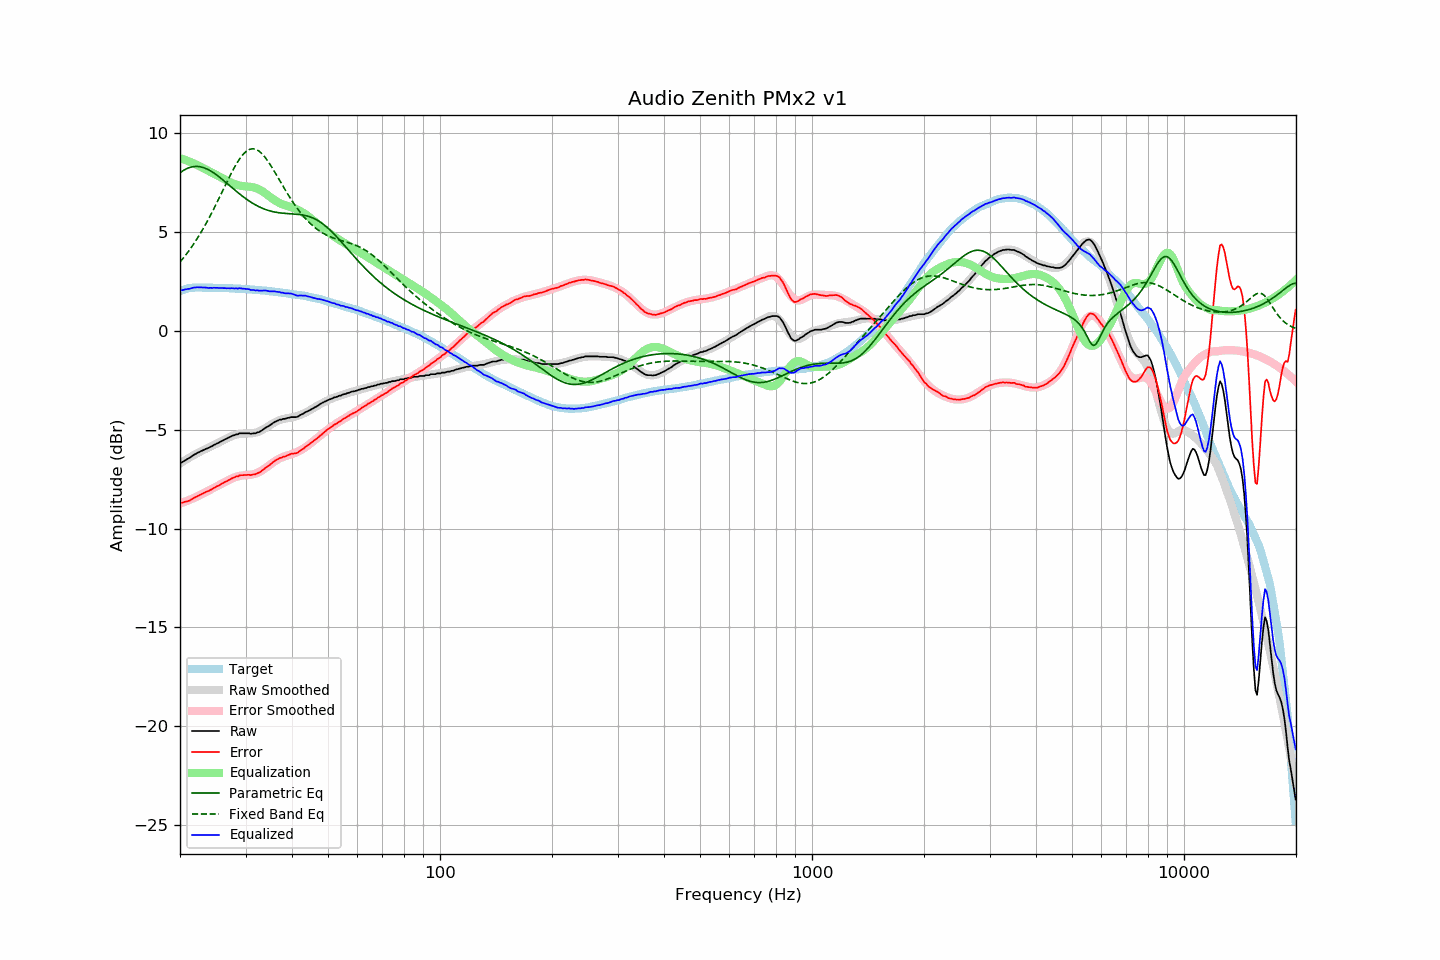 Audio Zenith PMx2 v1
Amplitude (dBr)
10
5
0
−5
−10
−15
−20
−25
Target
Raw Smoothed
Error Smoothed
Raw
Error
Equalization
Parametric Eq
Fixed Band Eq
Equalized
100
1000
10000
Frequency (Hz)